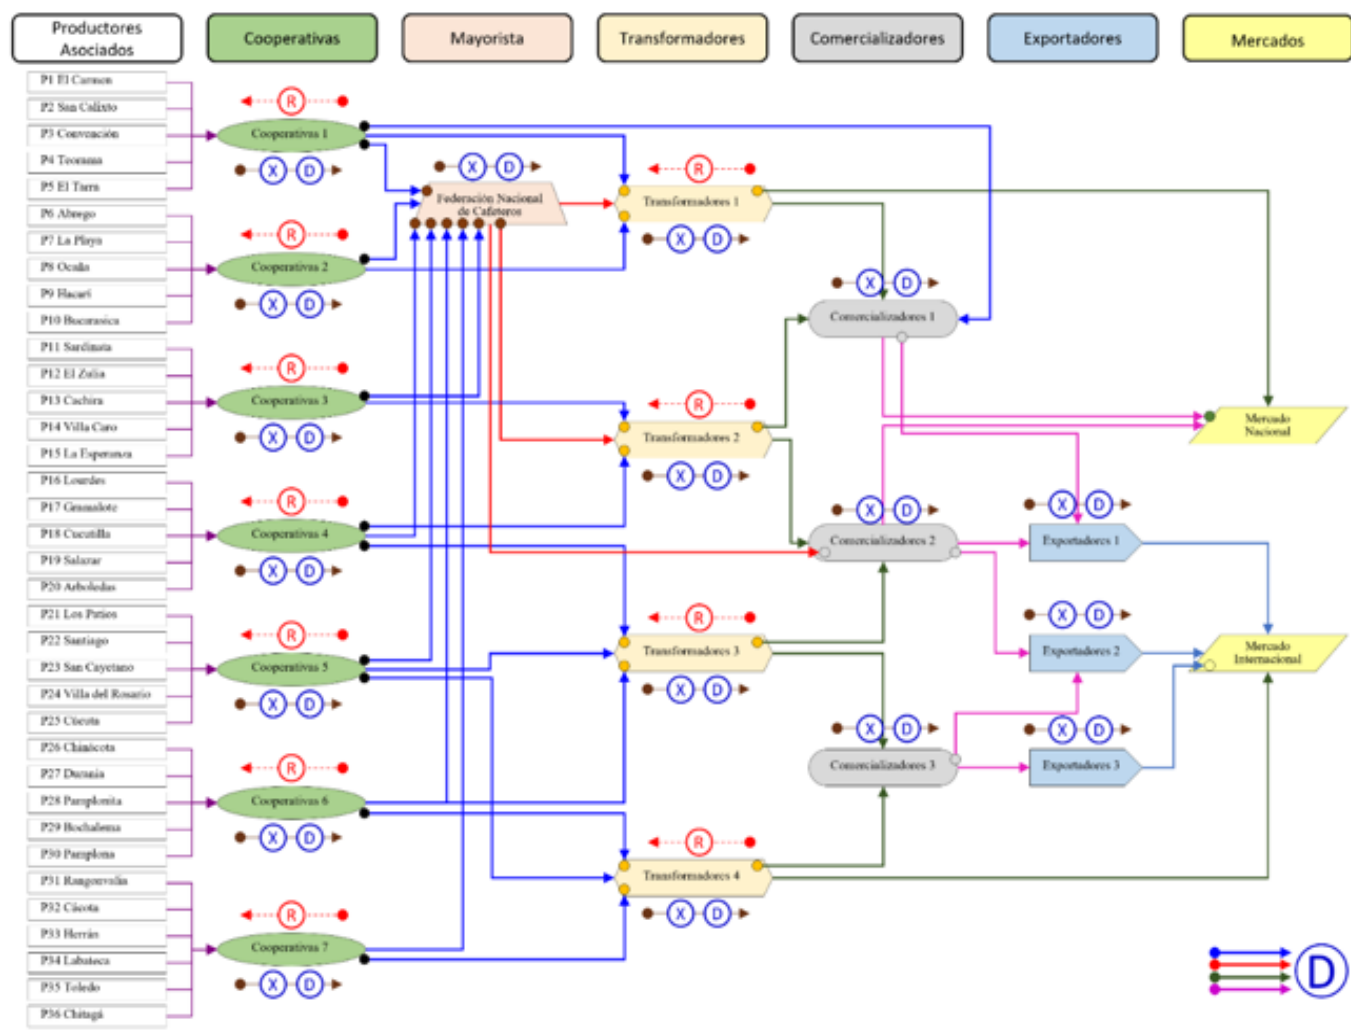 Productores
Asociados
Cooperativas
Mayorista
Transformadores
Comercializadores
Exportadores
Mercados
P1 El Carmen
P2 San Calixto
P3 Convención
P4 Teorama
P5 El Tarra
P6 Abrego
P7 La Playa
P8 Ocaña
P9 Hacarí
P10 Bucarasica
P11 Sardinata
P12 El Zulia
P13 Cachira
P14 Villa Caro
P15 La Esperanza
P16 Lourdes
P17 Gramalote
P18 Cucutilla
P19 Salazar
P20 Arboledas
P21 Los Patios
P22 Santiago
P23 San Cayetano
P24 Villa del Rosario
P25 Cúcuta
P26 Chinácota
P27 Durania
P28 Pamplonita
P29 Bochalema
P30 Pamplona
P31 Rangonvalia
P32 Cácota
P33 Herrán
P34 Labateca
P35 Toledo
P36 Chitagá
R
Cooperativas 1
X D
R
Cooperativas 2
X D
R
Cooperativas 3
X D
R
Cooperativas 4
X D
R
Cooperativas 5
X D
R
Cooperativas 6
X D
R
Cooperativas 7
X D
X D
Federación Nacional
de Cafeteros
R
Transformadores 1
X D
R
Transformadores 2
X D
R
Transformadores 3
X D
R
Transformadores 4
X D
X D
Comercializadores 1
X D
Comercializadores 2
X D
Comercializadores 3
X D
Exportadores 1
X D
Exportadores 2
X D
Exportadores 3
Mercado
Nacional
Mercado
Internacional
D